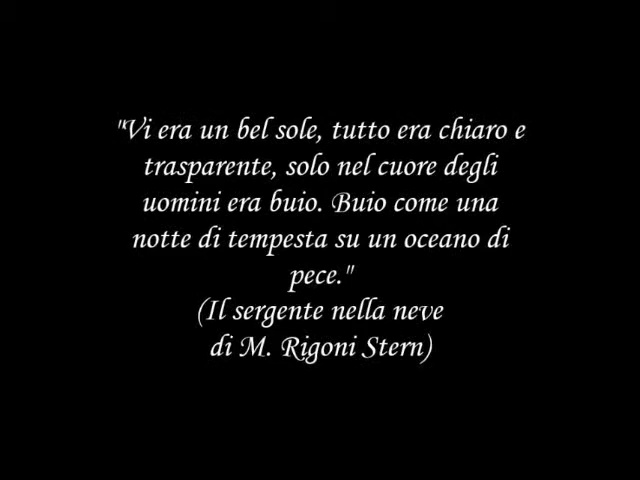 "Vi era un bel sole, tutto era chiaro e
trasparente, solo nel cuore degli
uomini era buio. Buio come una
notte di tempesta su un oceano di
pece."
(Il sergente nella neve
di M. Rigoni Stern)